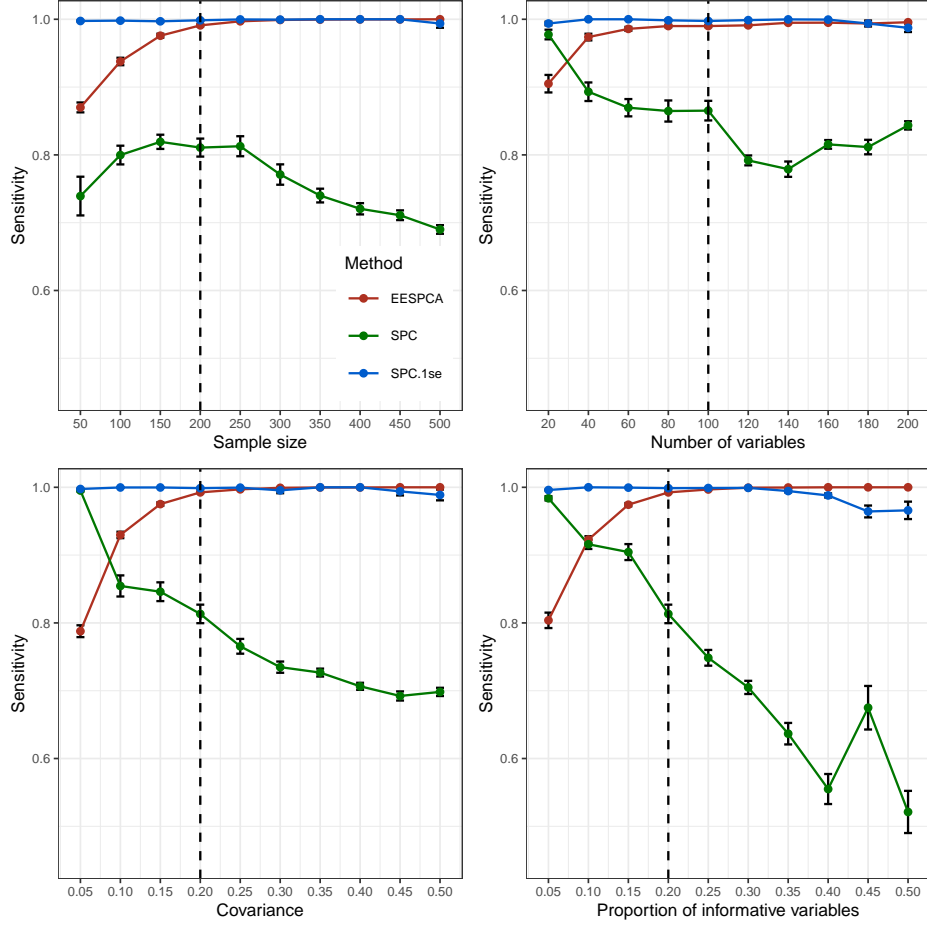 1.0
0.8
0.6
Sensitivity
50 100 150 200 250 300 350 400 450 500
Sample size
Method
EESPCA
SPC
SPC.1se
1.0
0.8
0.6
Sensitivity
20 40 60 80 100 120 140 160 180 200
Number of variables
1.0
0.8
0.6
Sensitivity
0.05 0.10 0.15 0.20 0.25 0.30 0.35 0.40 0.45 0.50
Covariance
1.0
0.8
0.6
Sensitivity
0.05 0.10 0.15 0.20 0.25 0.30 0.35 0.40 0.45 0.50
Proportion of informative variables